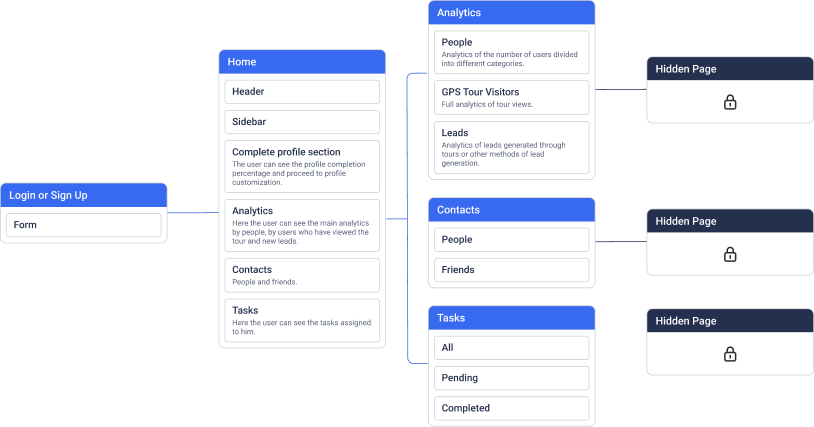 Login or Sign Up
Form
Home
Header
Sidebar
Complete profile section
The user can see the profile completion
percentage and proceed to profile
customization.
Analytics
Here the user can see the main analytics
by people, by users who have viewed the
tour and new leads.
Contacts
People and friends.
Tasks
Here the user can see the tasks assigned
to him.
Analytics
People
Analytics of the number of users divided
into different categories.
GPS Tour Visitors
Full analytics of tour views.
Leads
Analytics of leads generated through
tours or other methods of lead
generation.
Contacts
People
Friends
Tasks
All
Pending
Completed
Hidden Page
Hidden Page
Hidden Page